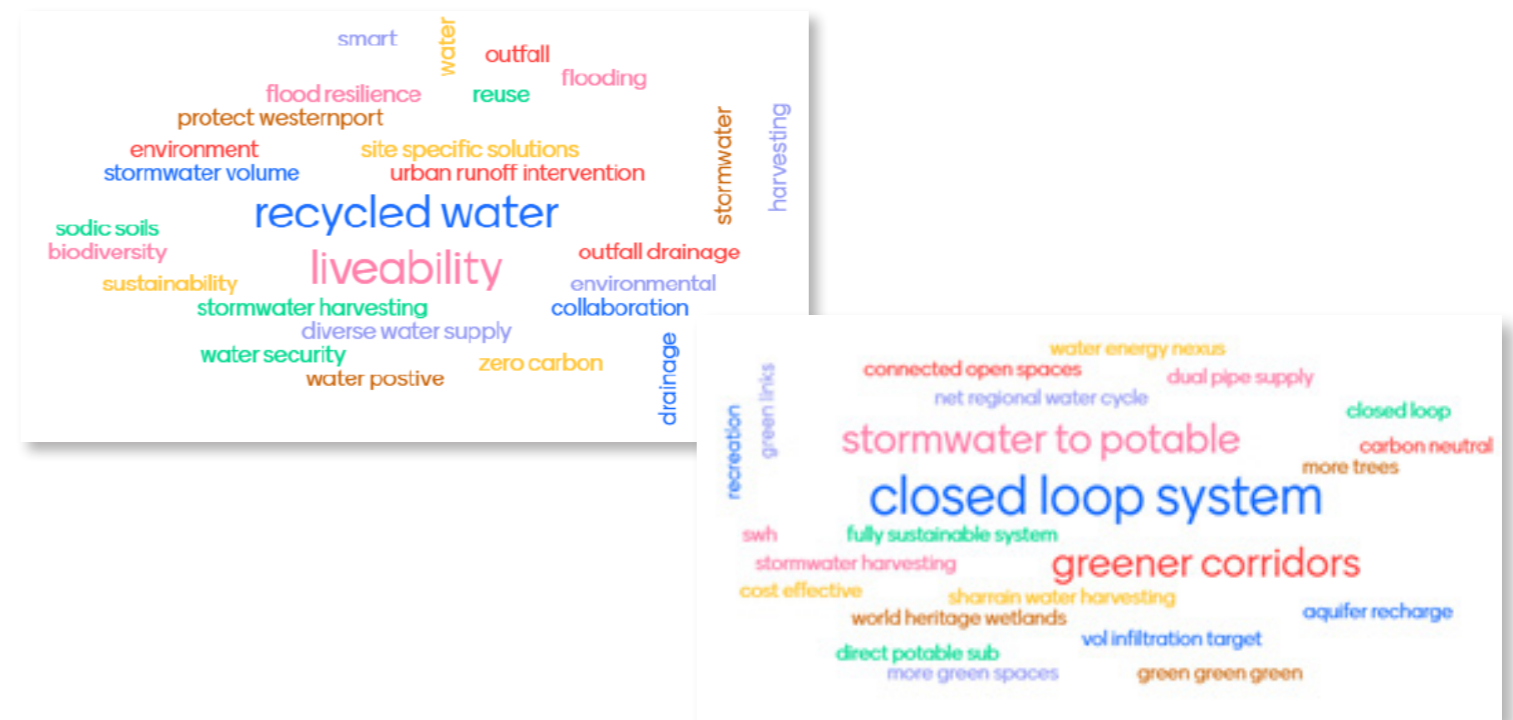 smart
water
outfall
flooding
flood resilience
reuse
protect westernport
stormwater
harvesting
environment
site specific solutions
stormwater volume
urban runoff intervention
recycled water
sodic soils
biodiversity
liveability
outfall drainage
sustainability
environmental
stormwater harvesting
collaboration
diverse water supply
water security
zero carbon
water postive
drainage
water energy nexus
connected open spaces
dual pipe supply
green links
net regional water cycle
recreation
closed loop
stormwater to potable
carbon neutral
more trees
closed loop system
swh
fully sustainable system
stormwater harvesting
greener corridors
cost effective
sharrain water harvesting
world heritage wetlands
aquifer recharge
vol infiltration target
direct potable sub
more green spaces
green green green